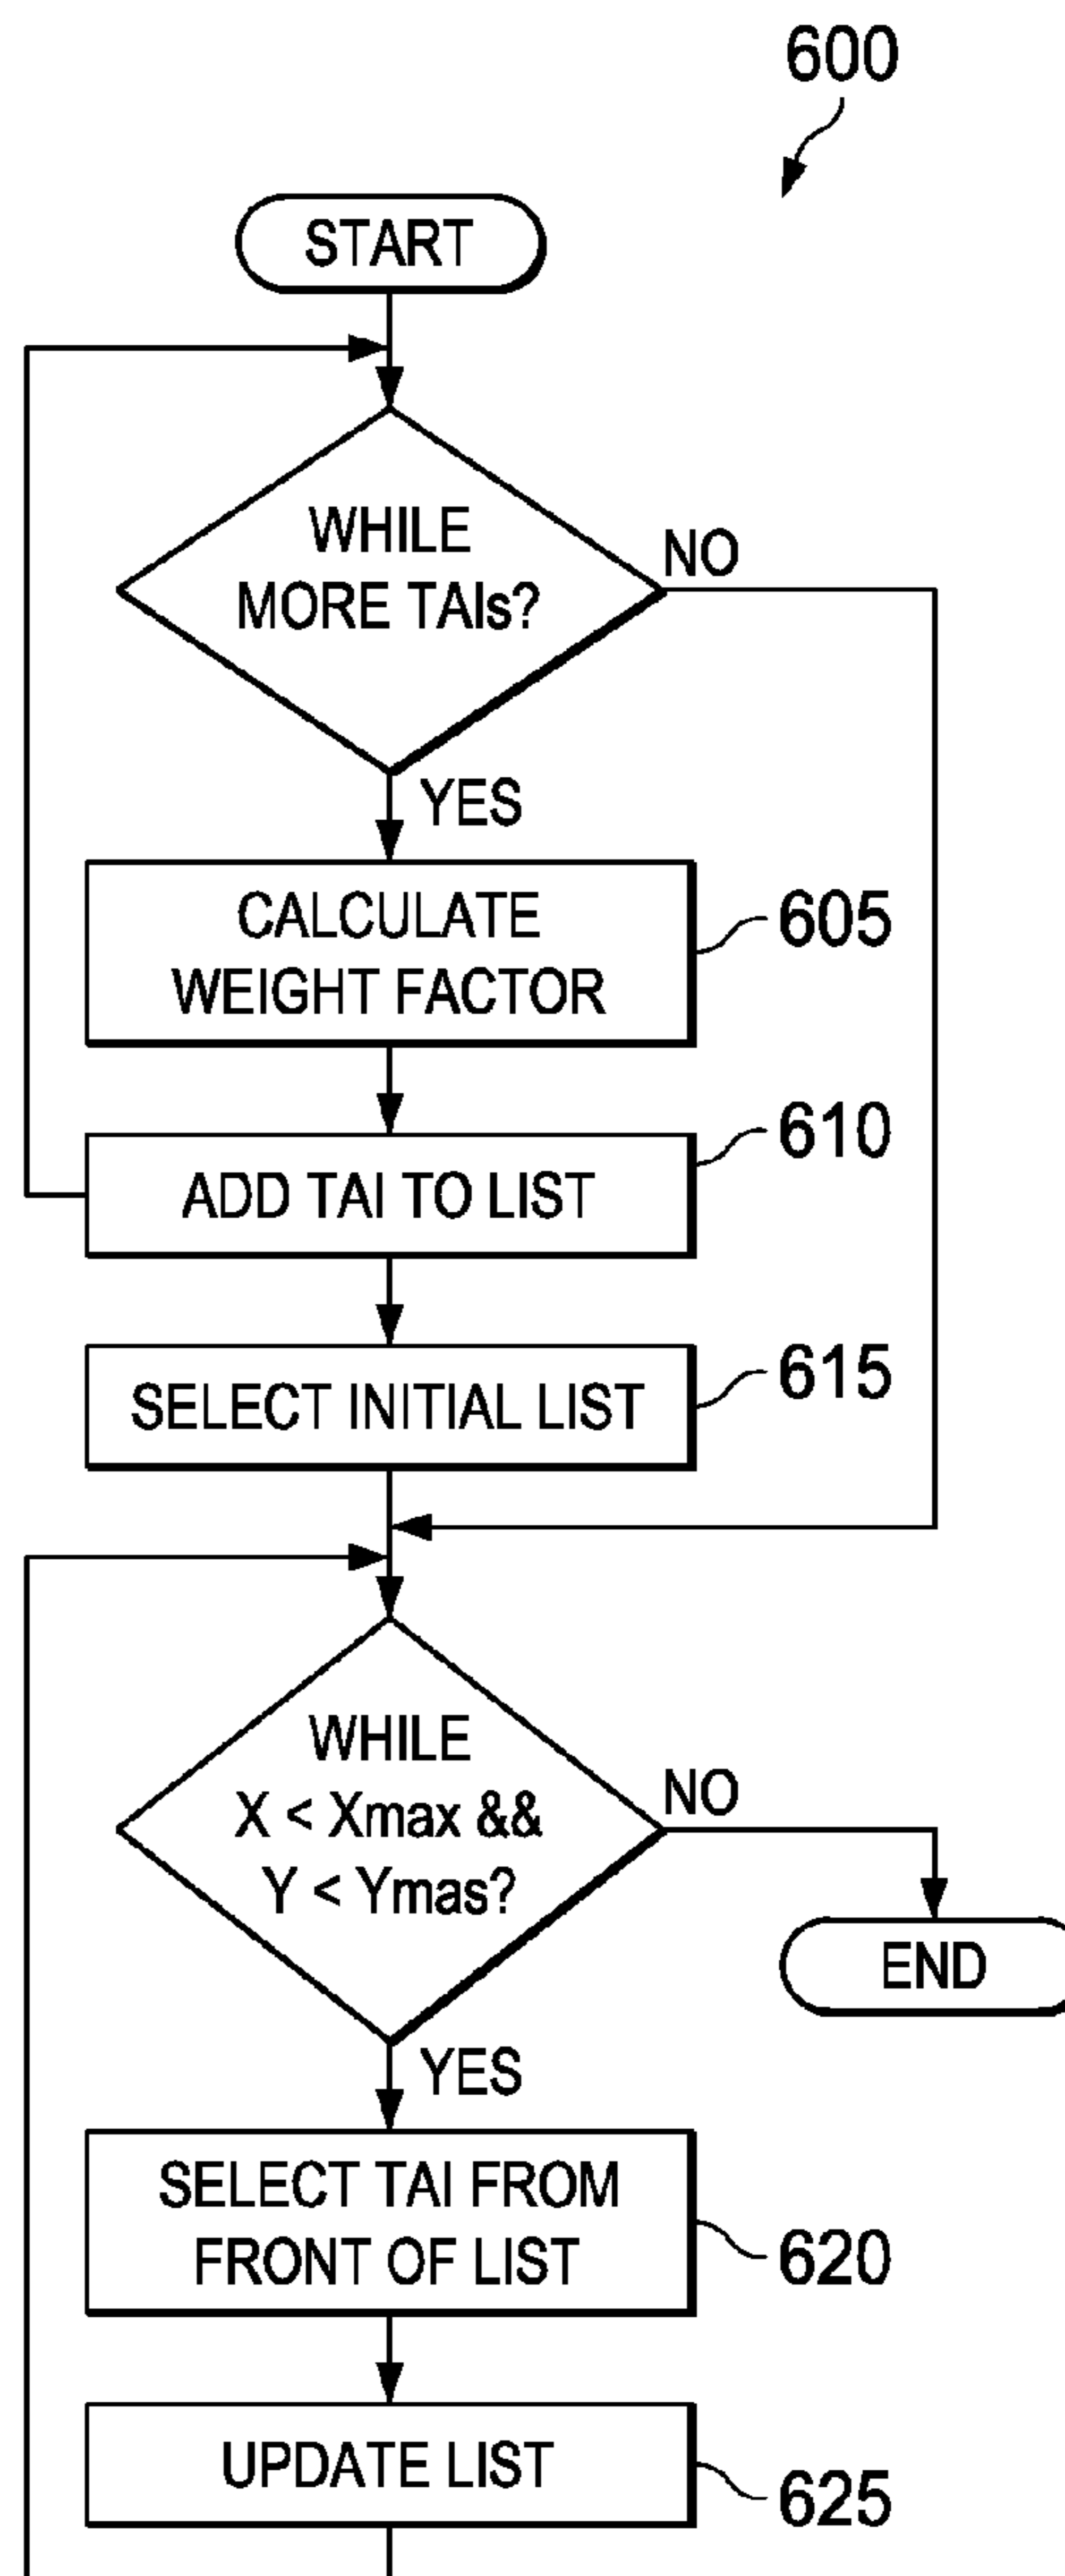 600
START
WHILE
MORE TAIs?
NO
YES
CALCULATE
WEIGHT FACTOR
605
ADD TAI TO LIST
610
SELECT INITIAL LIST
615
WHILE
X < Xmax &&
Y < Ymas?
NO
END
YES
SELECT TAI FROM
FRONT OF LIST
620
UPDATE LIST
625